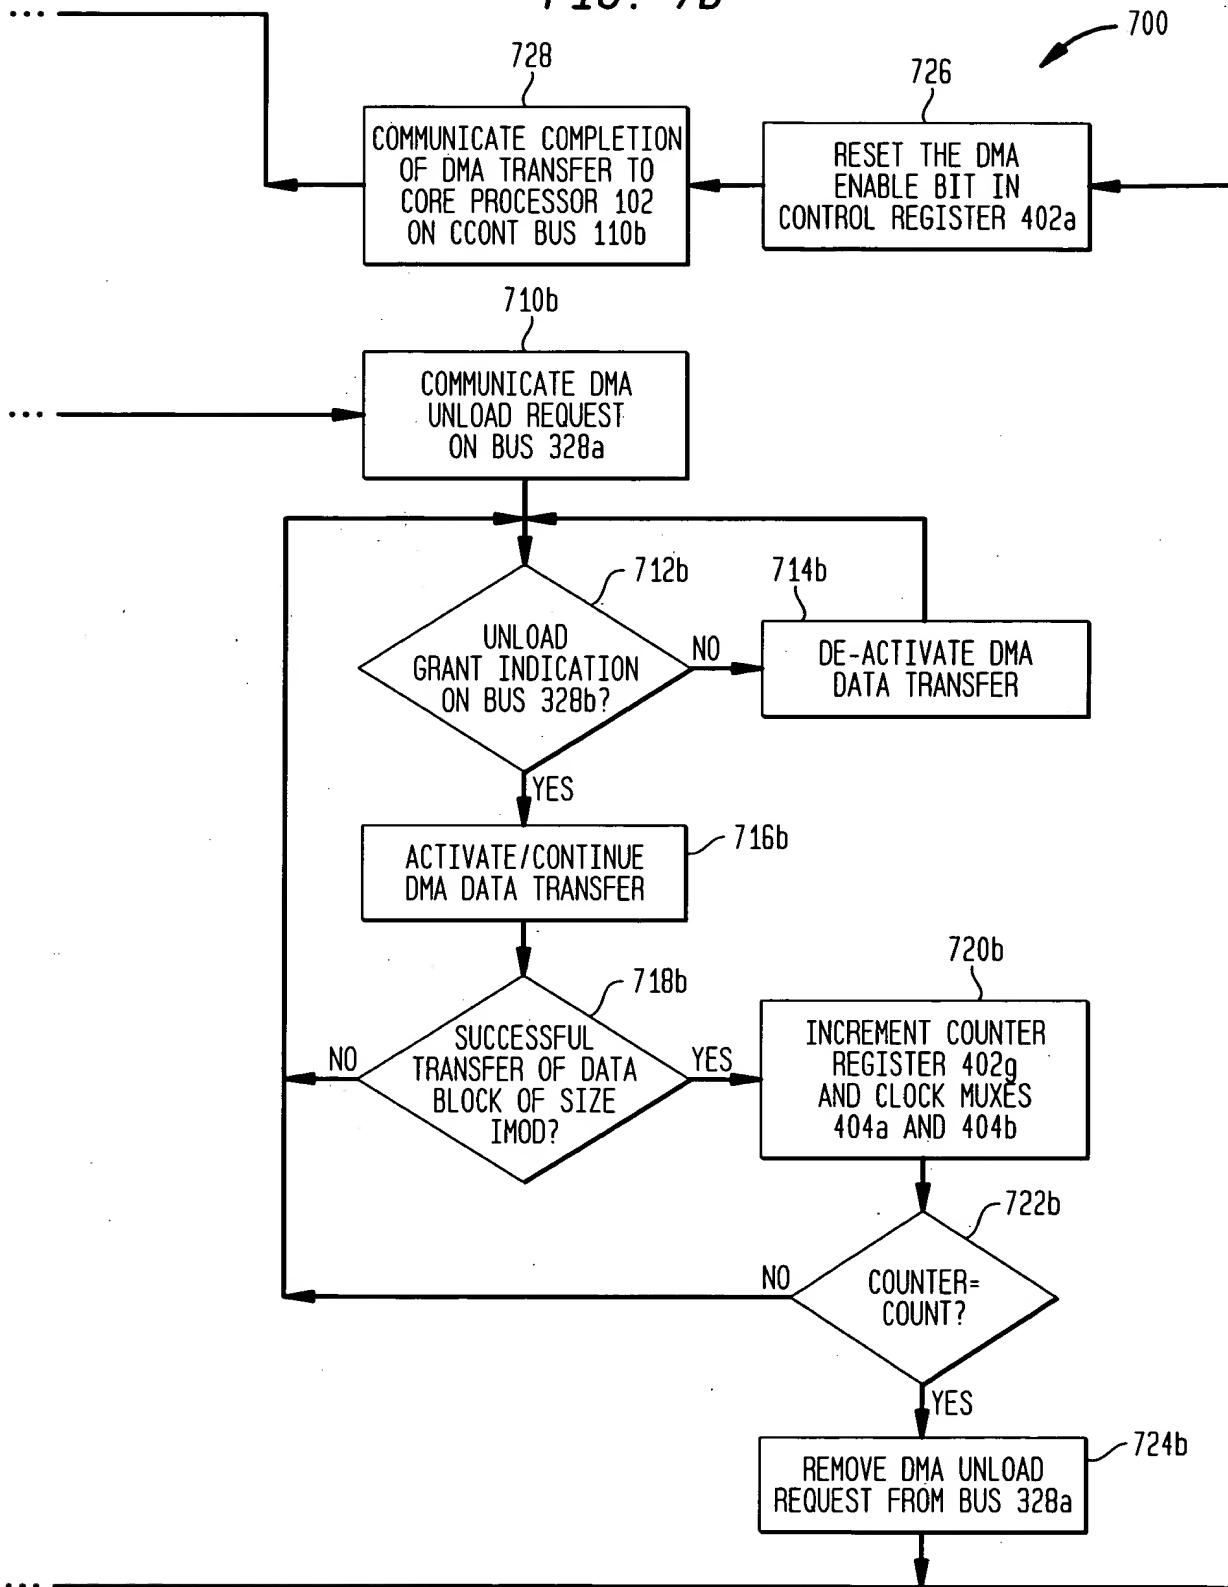 FIG. 7b
700
728
COMMUNICATE COMPLETION
OF DMA TRANSFER TO
CORE PROCESSOR 102
ON CCONT BUS 110b
726
RESET THE DMA
ENABLE BIT IN
CONTROL REGISTER 402a
710b
COMMUNICATE DMA
UNLOAD REQUEST
ON BUS 328a
...
...
712b
UNLOAD
GRANT INDICATION
ON BUS 328b?
NO
714b
DE-ACTIVATE DMA
DATA TRANSFER
YES
716b
ACTIVATE/CONTINUE
DMA DATA TRANSFER
718b
SUCCESSFUL
TRANSFER OF DATA
BLOCK OF SIZE
IMOD?
NO
YES
720b
INCREMENT COUNTER
REGISTER 402g
AND CLOCK MUXES
404a AND 404b
722b
COUNTER=
COUNT?
NO
YES
724b
REMOVE DMA UNLOAD
REQUEST FROM BUS 328a
...